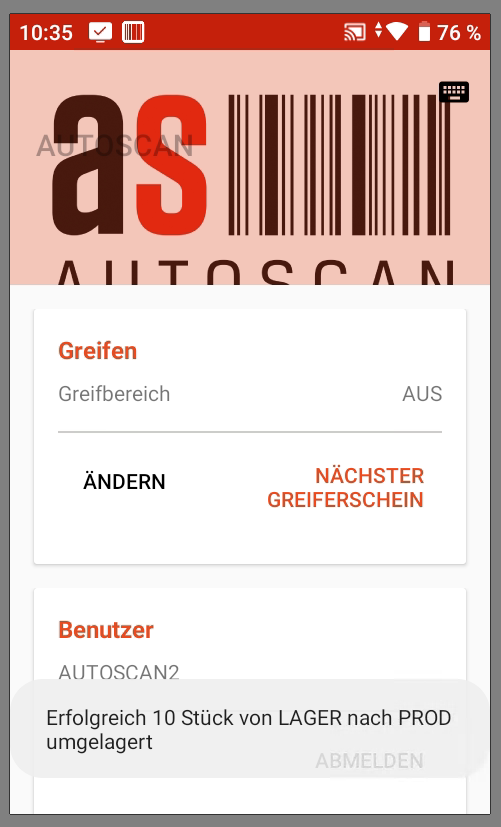 10:35 76 %
as
AUTOSCAN
AUTOSCAN
Greifen
Greifbereich AUS
ÄNDERN
NÄCHSTER
GREIFERSCHEIN
Benutzer
AUTOSCAN2
Erfolgreich 10 Stück von LAGER nach PROD
umgelagert
ABMELDEN